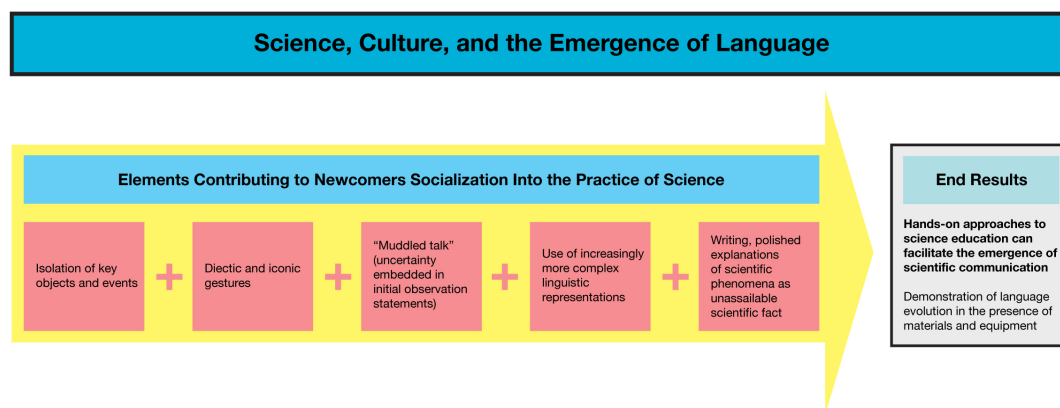 Science, Culture, and the Emergence of Language
Elements Contributing to Newcomers Socialization Into the Practice of Science
Isolation of key
objects and events
+
Diectic and iconic
gestures
+
“Muddled talk”
(uncertainty
embedded in
initial observation
statements)
+
Use of increasingly
more complex
linguistic
representations
+
Writing, polished
explanations
of scientific
phenomena as
unassailable
scientific fact
End Results
Hands-on approaches to
science education can
facilitate the emergence of
scientific communication
Demonstration of language
evolution in the presence of
materials and equipment